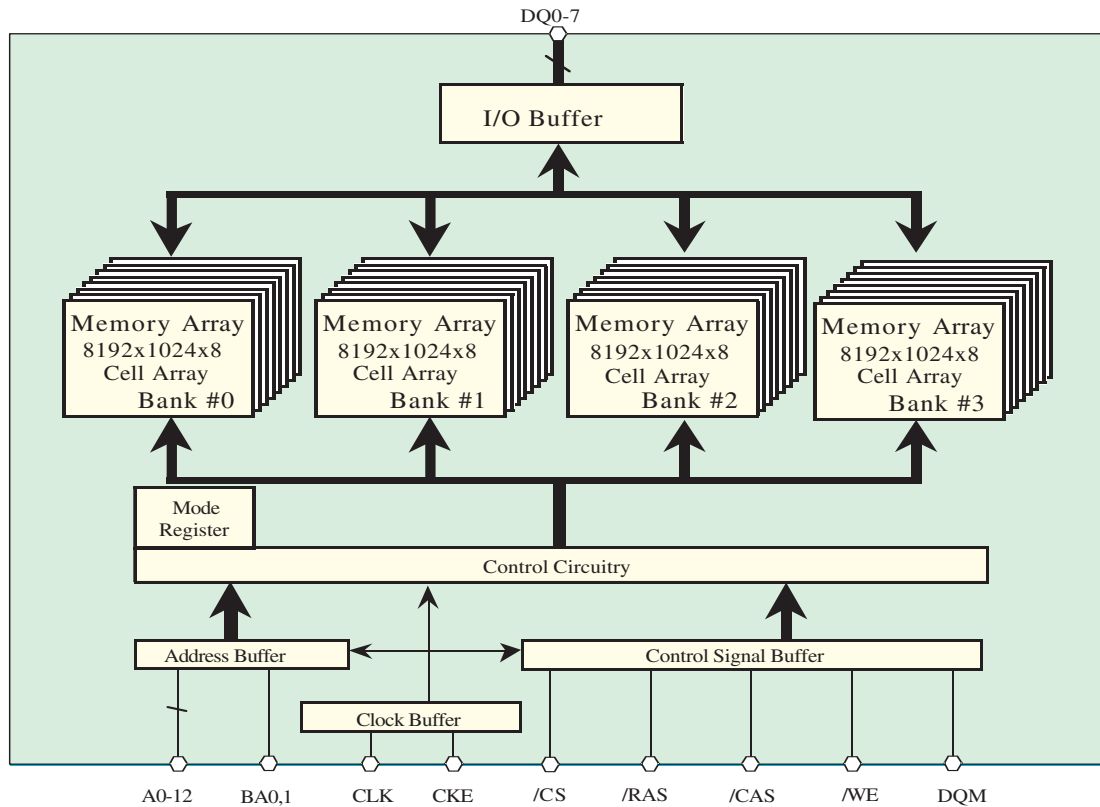 DQ0-7
I/O Buffer
Memory Array
8192x1024x8
Cell Array
Bank #0
Memory Array
8192x1024x8
Cell Array
Bank #1
Memory Array
8192x1024x8
Cell Array
Bank #2
Memory Array
8192x1024x8
Cell Array
Bank #3
Mode
Register
Control Circuitry
Address Buffer
Control Signal Buffer
Clock Buffer
A0-12
BA0,1
CLK
CKE
/CS
/RAS
/CAS
/WE
DQM